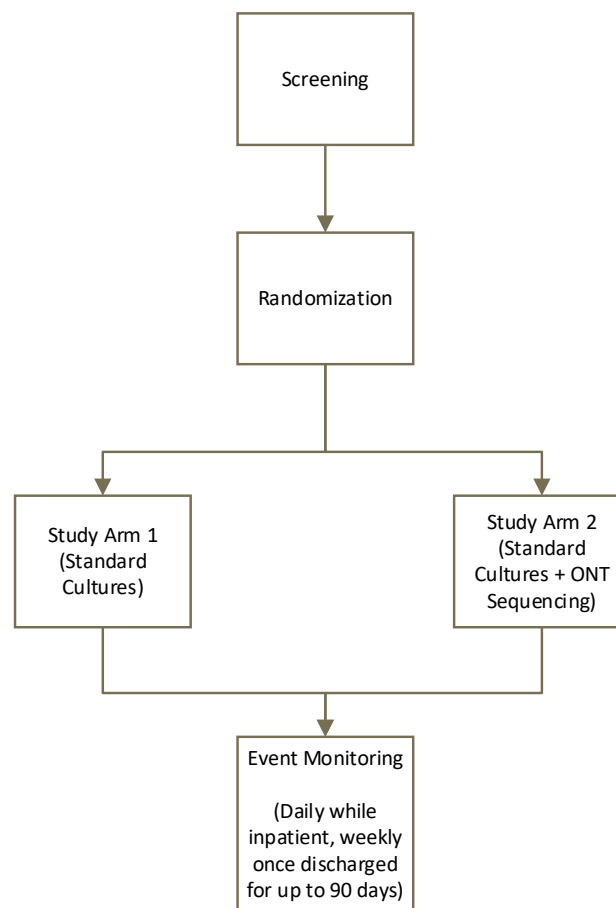 Screening
Randomization
Study Arm 1
(Standard
Cultures)
Study Arm 2
(Standard
Cultures + ONT
Sequencing)
Event Monitoring
(Daily while
inpatient, weekly
once discharged
for up to 90 days)